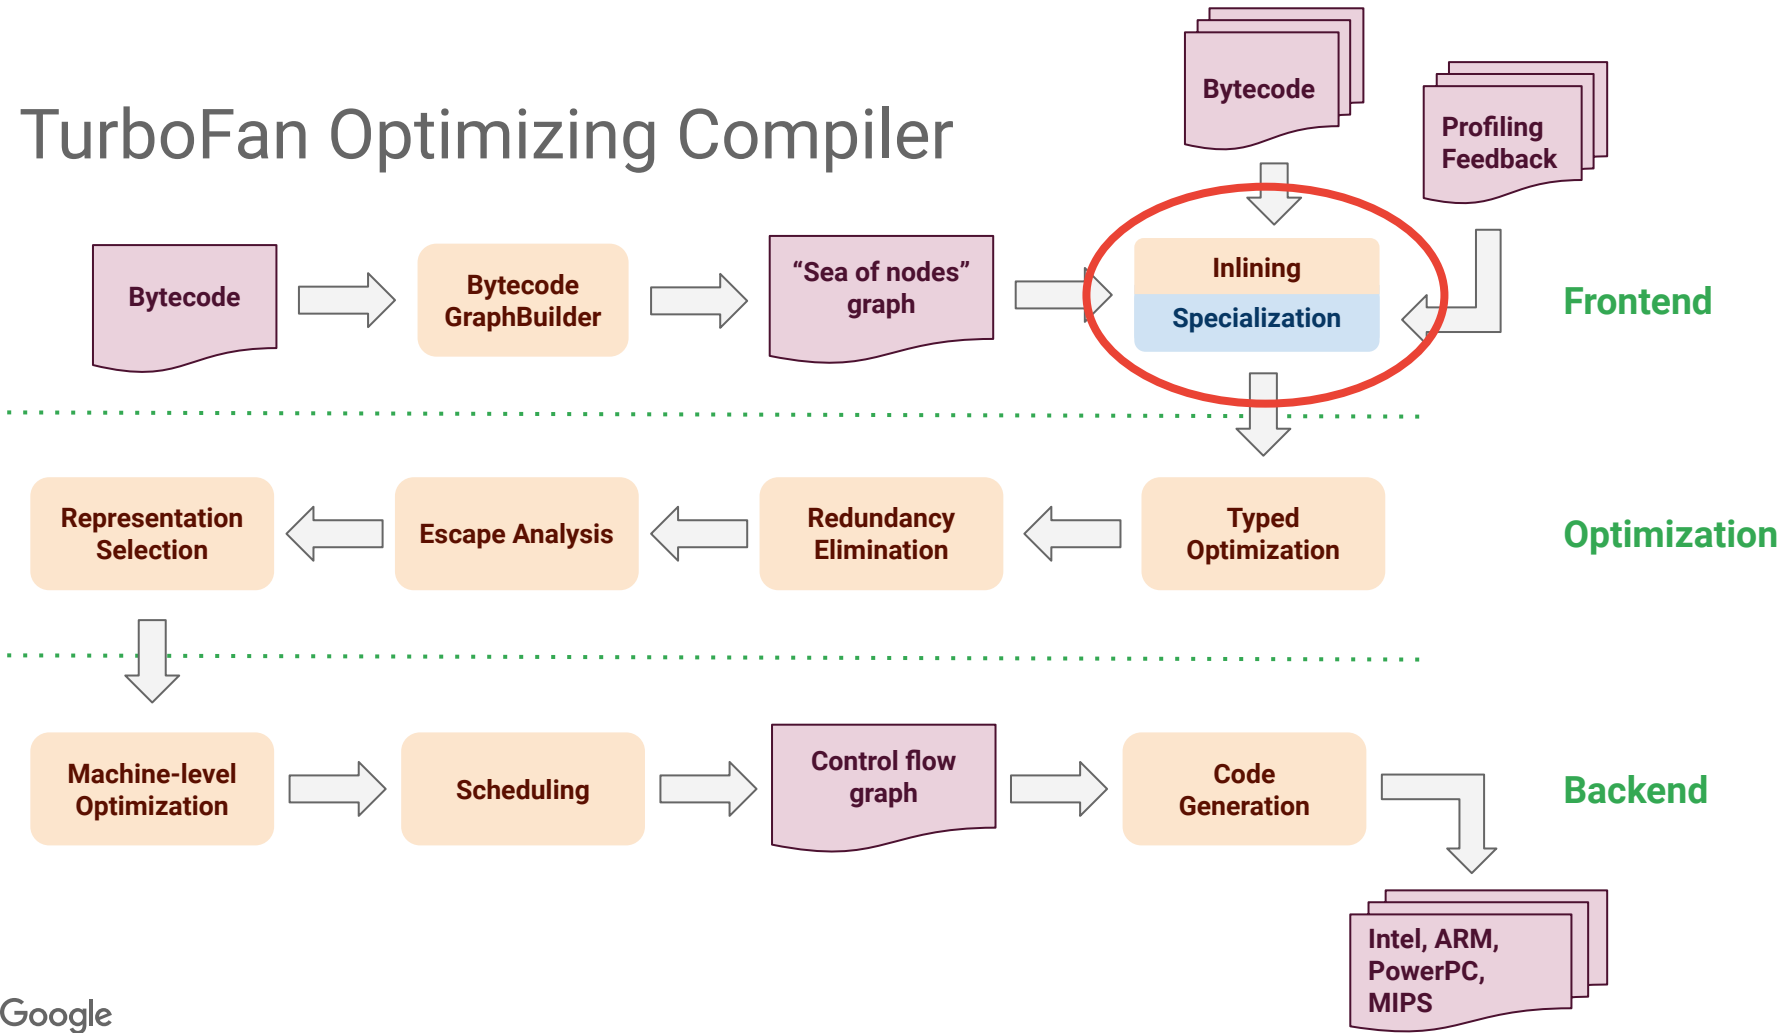 TurboFan Optimizing Compiler
Bytecode
Profiling
Feedback
Bytecode
Bytecode
GraphBuilder
“Sea of nodes”
graph
Inlining
Specialization
Frontend
Representation
Selection
Escape Analysis
Redundancy
Elimination
Typed
Optimization
Optimization
Machine-level
Optimization
Scheduling
Control flow
graph
Code
Generation
Backend
Intel, ARM,
PowerPC,
MIPS
Google